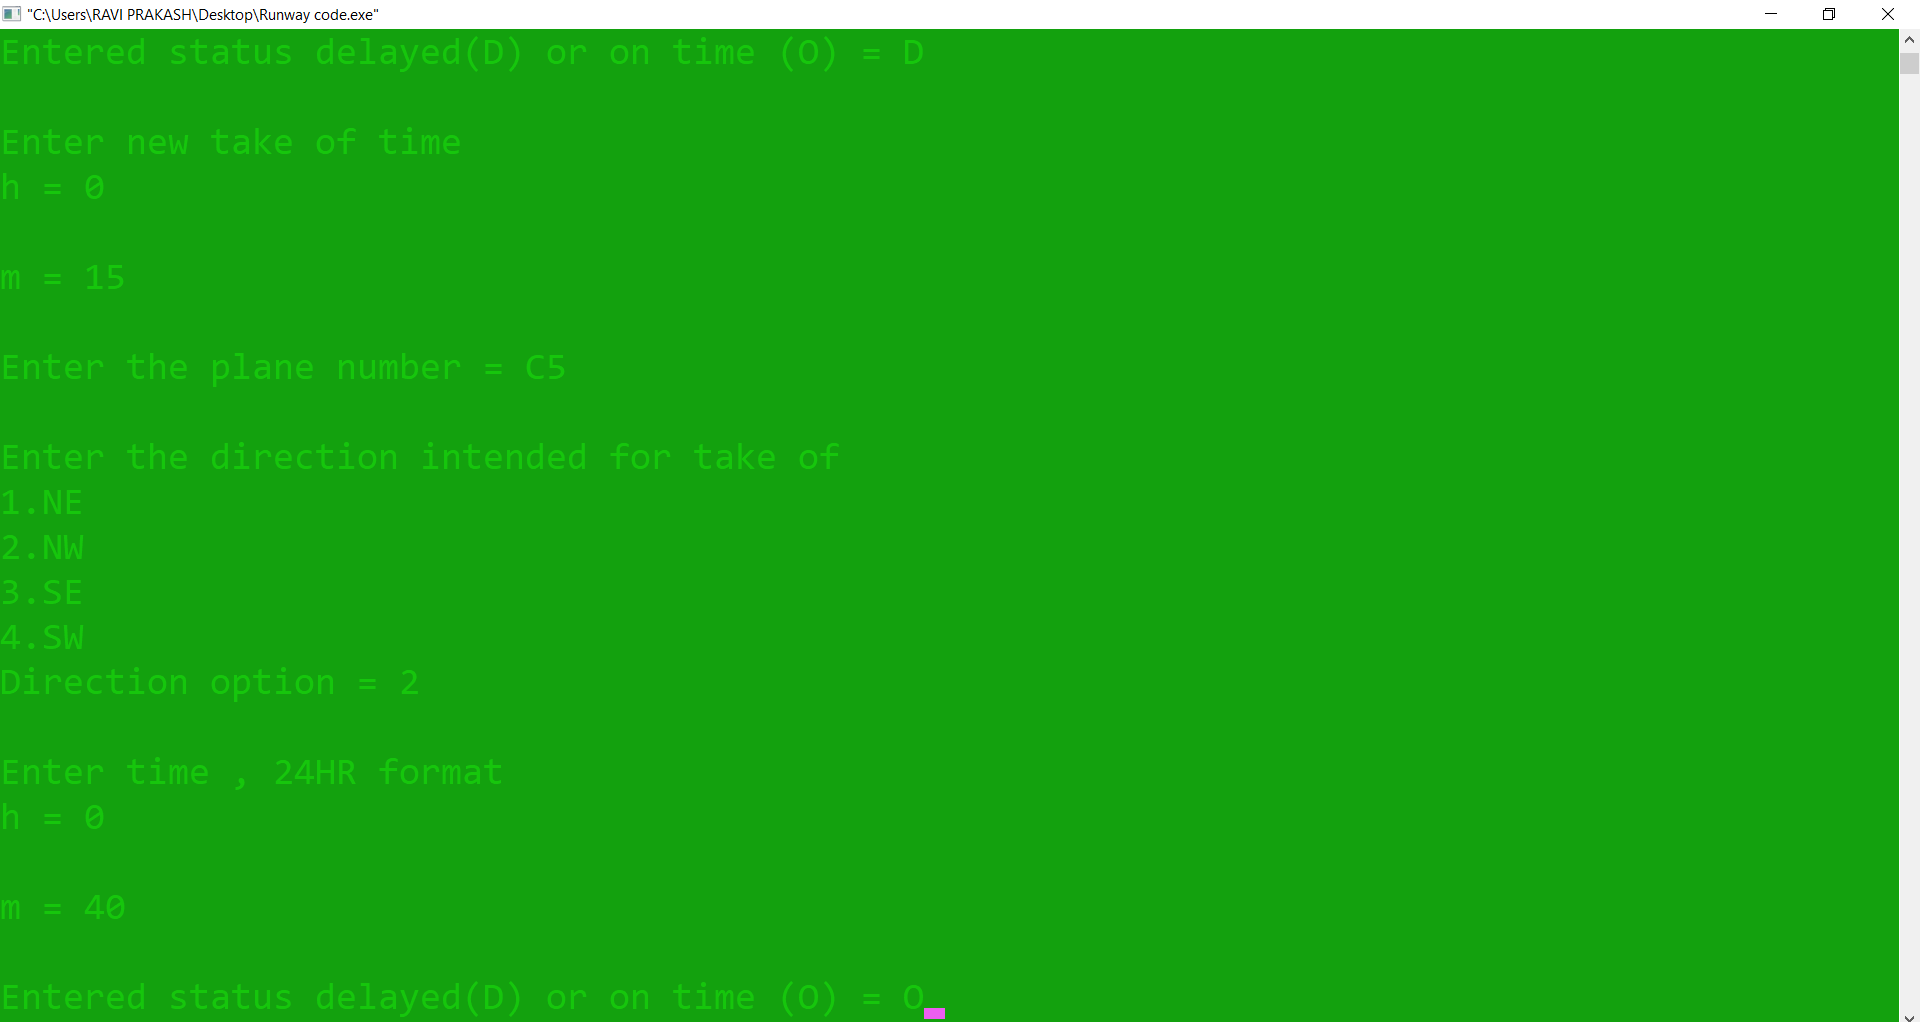 "C:\Users\RAVI PRAKASH\Desktop\Runway code.exe"
Entered status delayed(D) or on time (O) = D
Enter new take of time
h = 0
m = 15
Enter the plane number = C5
Enter the direction intended for take of
1.NE
2.NW
3.SE
4.SW
Direction option = 2
Enter time , 24HR format
h = 0
m = 40
Entered status delayed(D) or on time (O) = O